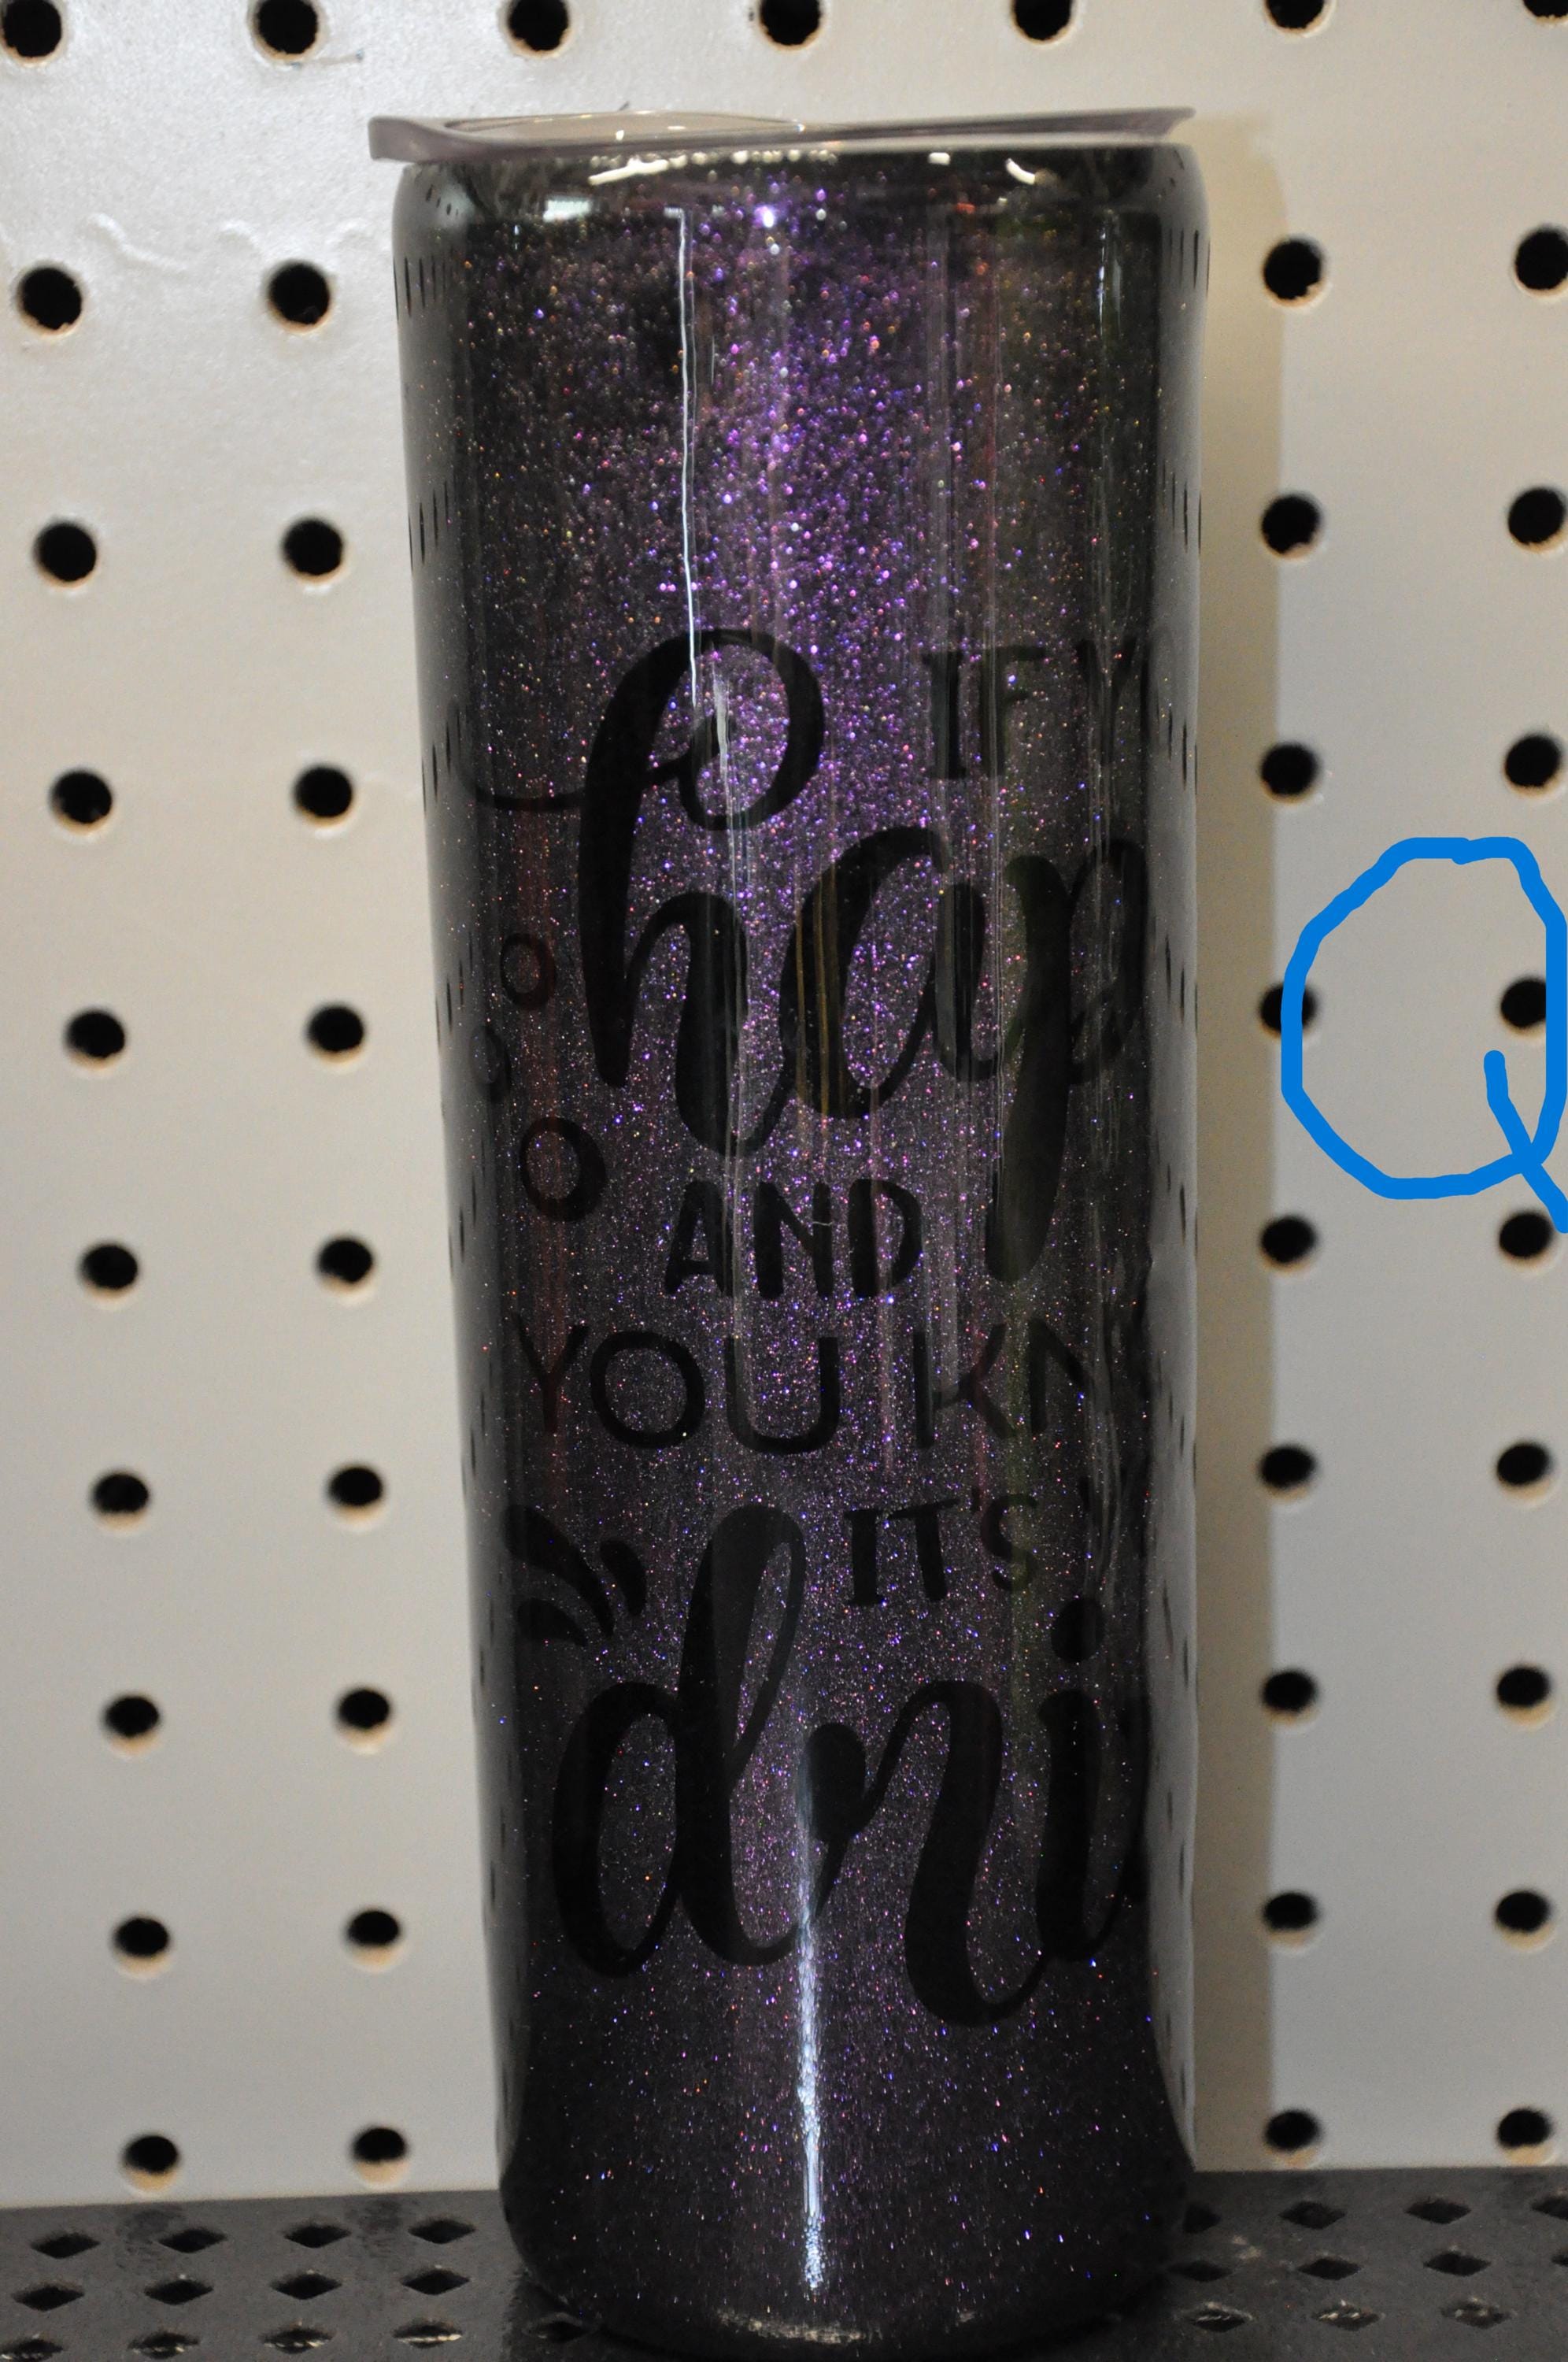 IF Y
hap
AND
YOU KN
IT'S
dri
Q